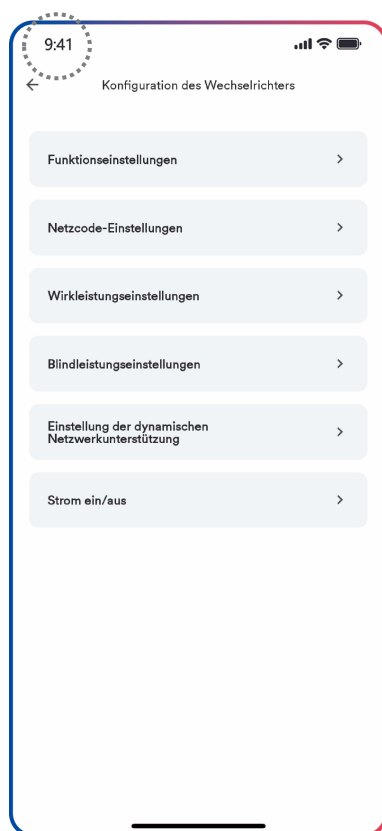 9:41
Konfiguration des Wechselrichters
Funktionseinstellungen
Netzcode-Einstellungen
Wirkleistungseinstellungen
Blindleistungseinstellungen
Einstellung der dynamischen
Netzwerkunterstützung
Strom ein/aus